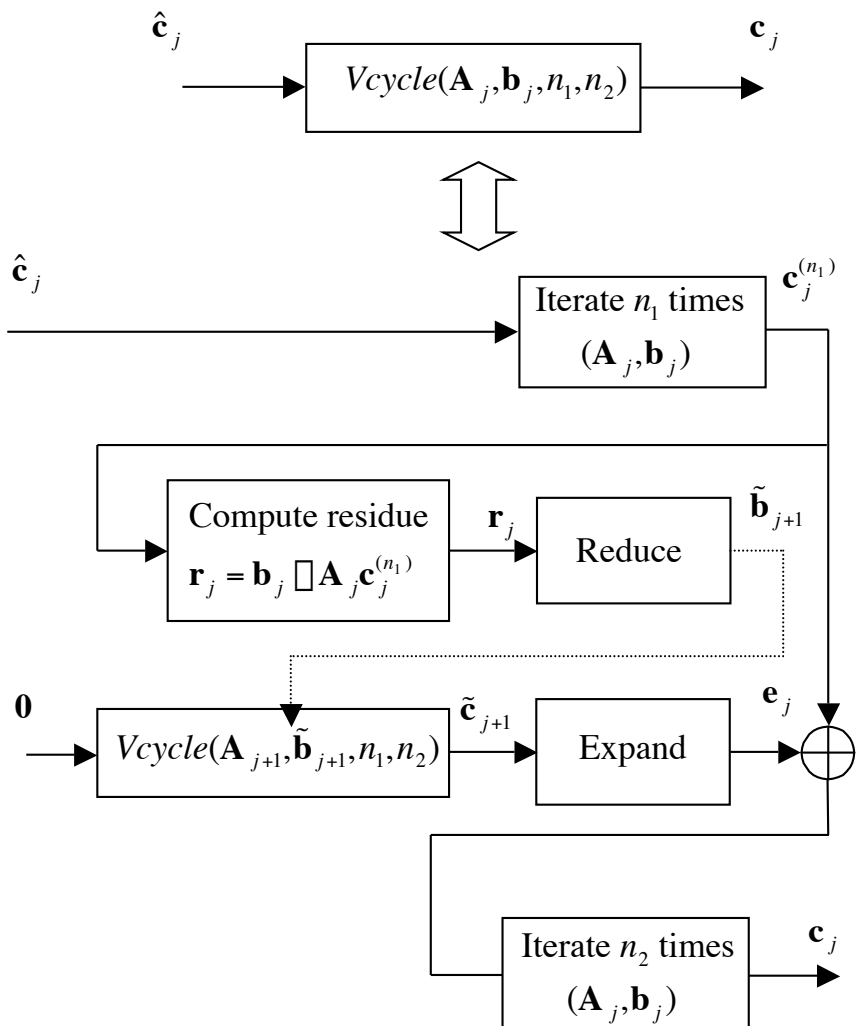 ĉ_j
c_j
Vcycle(A_j,b_j,n_1,n_2)
ĉ_j
Iterate n_1 times
(A_j,b_j)
c_j^(n_1)
Compute residue
r_j = b_j □ A_j c_j^(n_1)
r_j
Reduce
b̃_{j+1}
0
Vcycle(A_{j+1},b̃_{j+1},n_1,n_2)
c̃_{j+1}
Expand
e_j
Iterate n_2 times
(A_j,b_j)
c_j